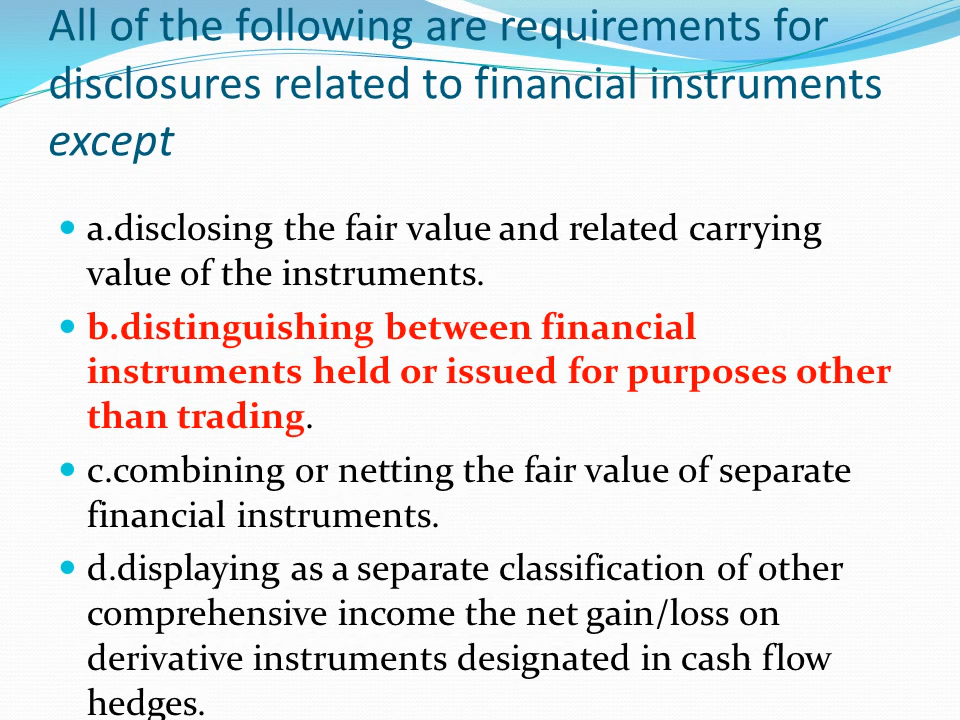 All of the following are requirements for
disclosures related to financial instruments
except
a.disclosing the fair value and related carrying
value of the instruments.
b.distinguishing between financial
instruments held or issued for purposes other
than trading.
c.combining or netting the fair value of separate
financial instruments.
d.displaying as a separate classification of other
comprehensive income the net gain/loss on
derivative instruments designated in cash flow
hedges.